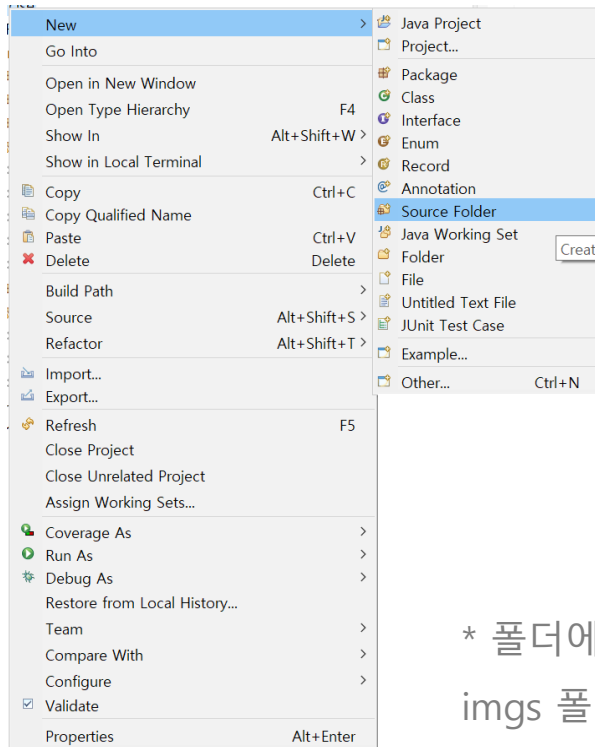 New
Go Into
Open in New Window
Open Type Hierarchy F4
Show In Alt+Shift+W >
Show in Local Terminal
Copy Ctrl+C
Copy Qualified Name
Paste Ctrl+V
Delete Delete
Build Path
Source Alt+Shift+S >
Refactor Alt+Shift+T >
Import...
Export...
Refresh F5
Close Project
Close Unrelated Project
Assign Working Sets...
Coverage As
Run As
Debug As
Restore from Local History...
Team
Compare With
Configure
Validate
Properties Alt+Enter
Java Project
Project...
Package
Class
Interface
Enum
Record
Annotation
Source Folder
Java Working Set
Folder
File
Untitled Text File
JUnit Test Case
Example...
Other... Ctrl+N
Creat
* 폴더에
imgs 폴